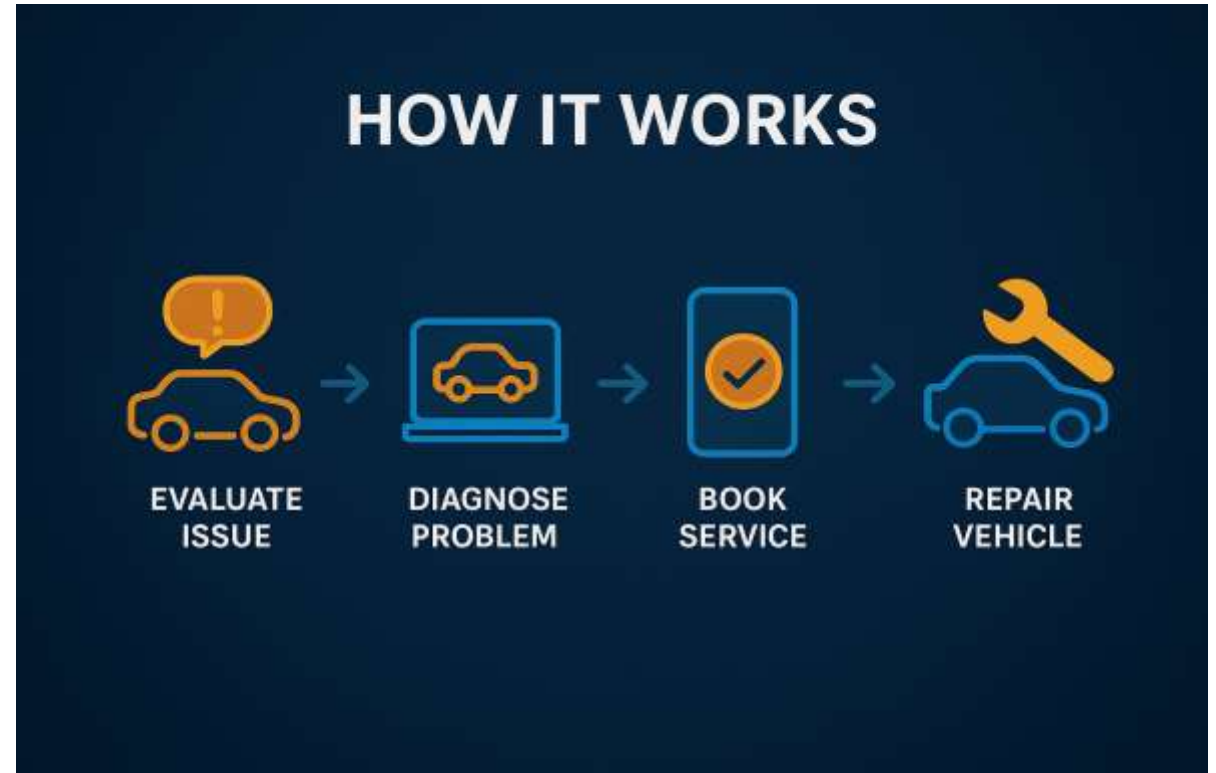 HOW IT WORKS
EVALUATE
ISSUE
DIAGNOSE
PROBLEM
BOOK
SERVICE
REPAIR
VEHICLE